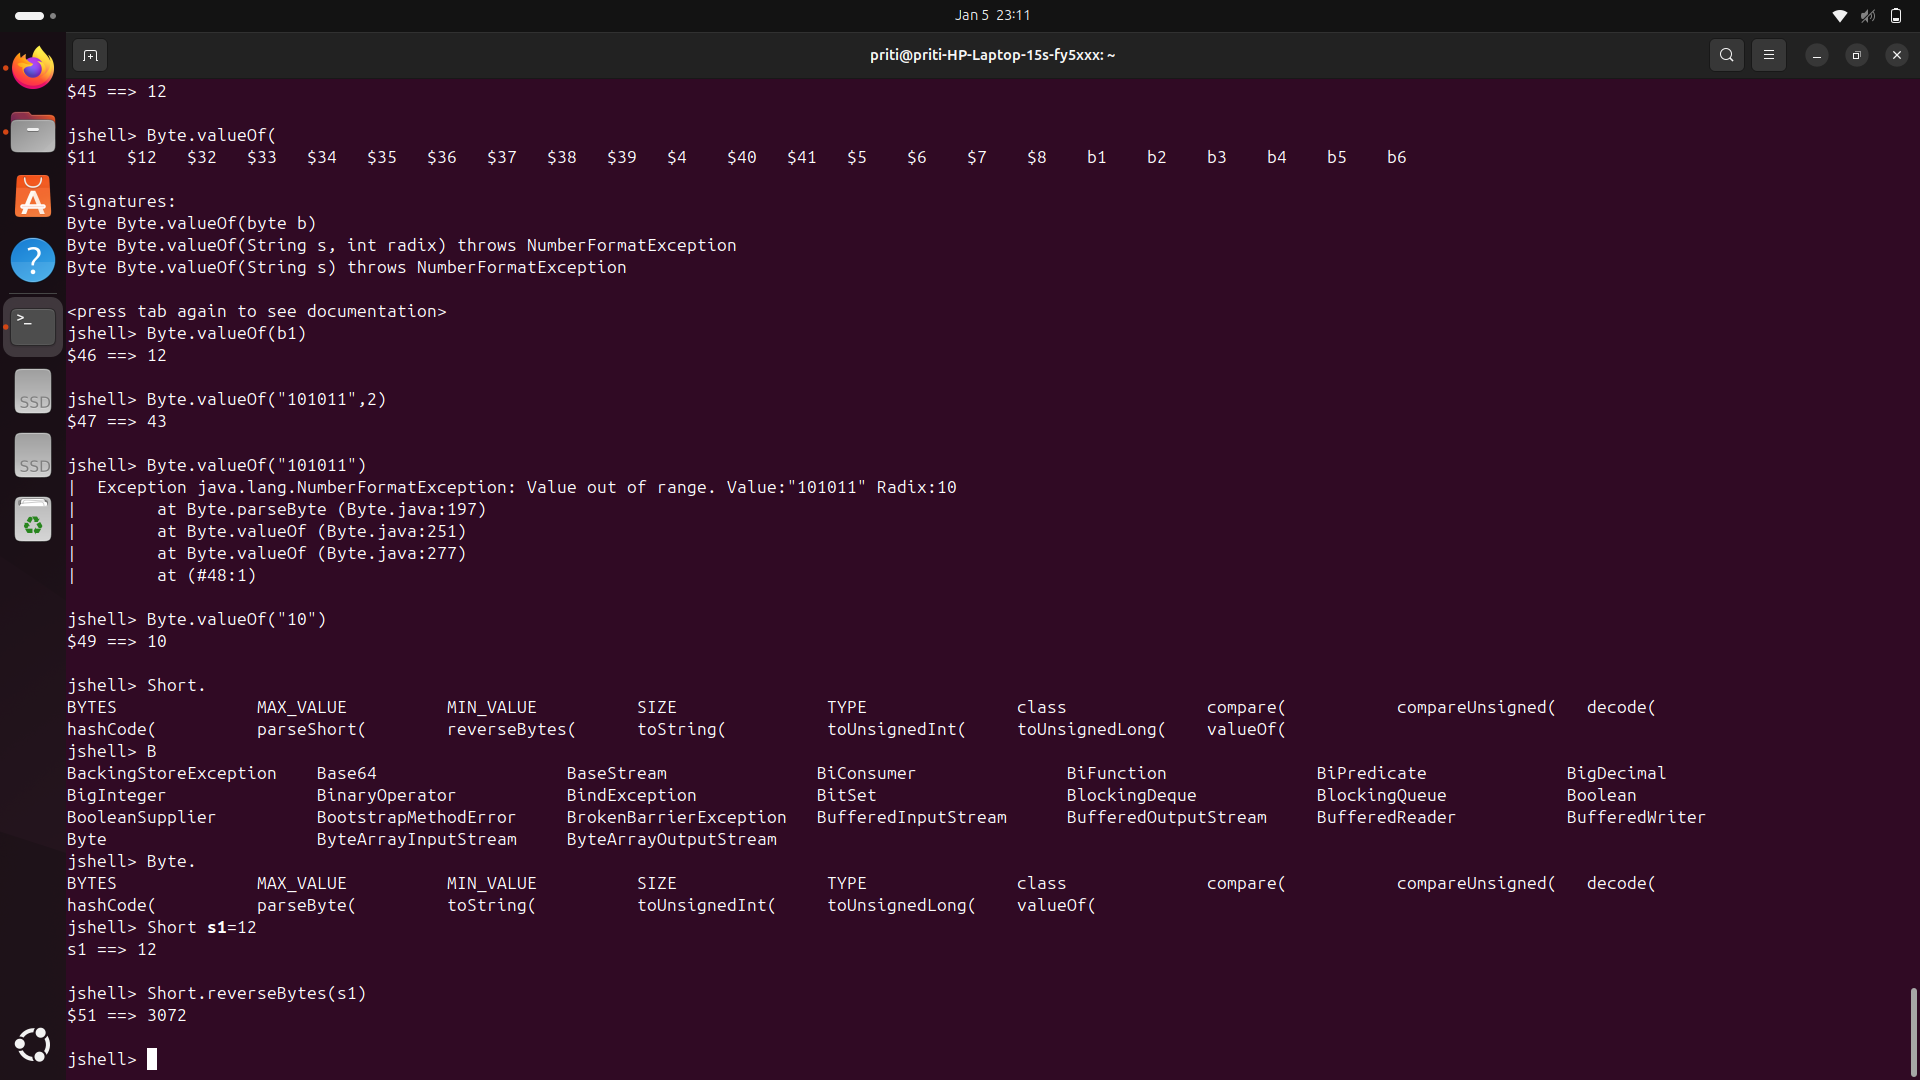 Jan 5 23:11
priti@priti-HP-Laptop-15s-fy5xxx: ~
$45 ==> 12
jshell> Byte.valueOf(
$11 $12 $32 $33 $34 $35 $36 $37 $38 $39 $4 $40 $41 $5 $6 $7 $8 b1 b2 b3 b4 b5 b6
Signatures:
Byte Byte.valueOf(byte b)
Byte Byte.valueOf(String s, int radix) throws NumberFormatException
Byte Byte.valueOf(String s) throws NumberFormatException
<press tab again to see documentation>
jshell> Byte.valueOf(b1)
$46 ==> 12
jshell> Byte.valueOf("101011",2)
$47 ==> 43
jshell> Byte.valueOf("101011")
| Exception java.lang.NumberFormatException: Value out of range. Value:"101011" Radix:10
| at Byte.parseByte (Byte.java:197)
| at Byte.valueOf (Byte.java:251)
| at Byte.valueOf (Byte.java:277)
| at (#48:1)
jshell> Byte.valueOf("10")
$49 ==> 10
jshell> Short.
BYTES MAX_VALUE MIN_VALUE SIZE TYPE class compare( compareUnsigned( decode(
hashCode( parseShort( reverseBytes( toString( toUnsignedInt( toUnsignedLong( valueOf(
jshell> B
BackingStoreException Base64 BaseStream BiConsumer BiFunction BiPredicate BigDecimal
BigInteger BinaryOperator BindException BitSet BlockingDeque BlockingQueue Boolean
BooleanSupplier BootstrapMethodError BrokenBarrierException BufferedInputStream BufferedOutputStream BufferedReader BufferedWriter
Byte ByteArrayInputStream ByteArrayOutputStream
jshell> Byte.
BYTES MAX_VALUE MIN_VALUE SIZE TYPE class compare( compareUnsigned( decode(
hashCode( parseByte( toString( toUnsignedInt( toUnsignedLong( valueOf(
jshell> Short s1=12
s1 ==> 12
jshell> Short.reverseBytes(s1)
$51 ==> 3072
jshell>
?
>_
SSD
SSD